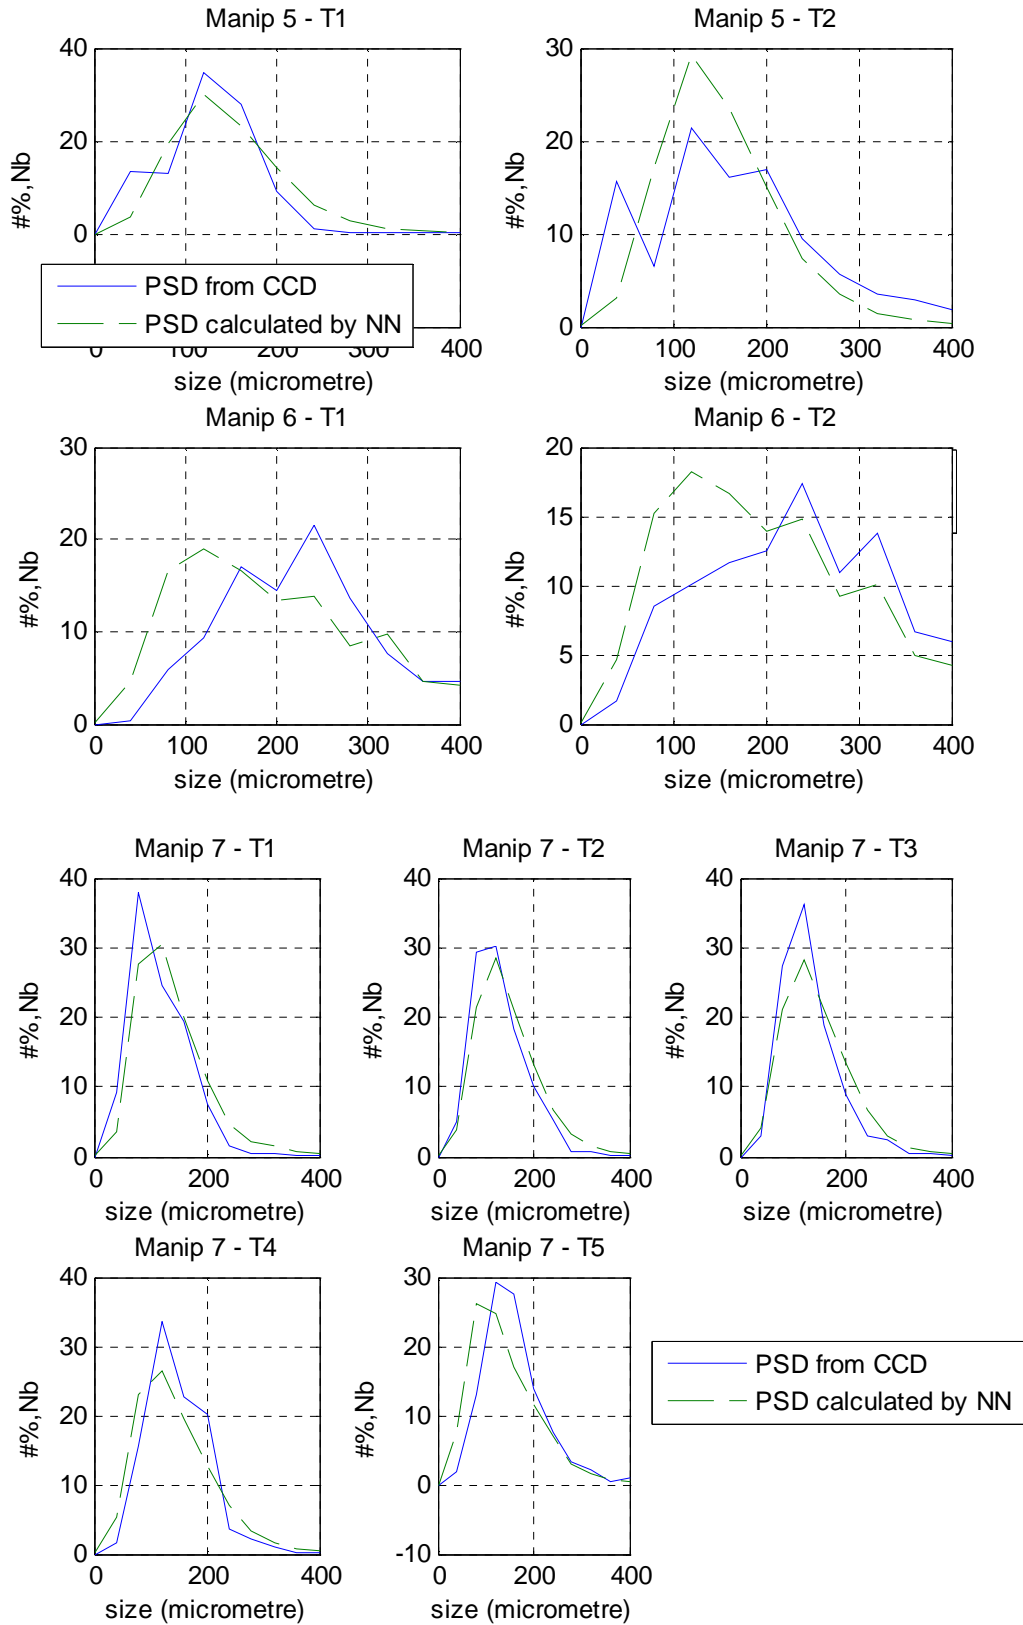 Manip 5 - T1
Manip 5 - T2
40
20
0
#%,Nb
PSD from CCD
PSD calculated by NN
0 100 200 300 400
size (micrometre)
30
20
10
0
#%,Nb
0 100 200 300 400
size (micrometre)
Manip 6 - T1
Manip 6 - T2
30
20
10
0
#%,Nb
0 100 200 300 400
size (micrometre)
20
15
10
5
0
#%,Nb
0 100 200 300 400
size (micrometre)
Manip 7 - T1
Manip 7 - T2
Manip 7 - T3
40
30
20
10
0
#%,Nb
0 200 400
size (micrometre)
40
30
20
10
0
#%,Nb
0 200 400
size (micrometre)
40
30
20
10
0
#%,Nb
0 200 400
size (micrometre)
Manip 7 - T4
Manip 7 - T5
40
30
20
10
0
#%,Nb
0 200 400
size (micrometre)
30
20
10
0
-10
#%,Nb
0 200 400
size (micrometre)
PSD from CCD
PSD calculated by NN